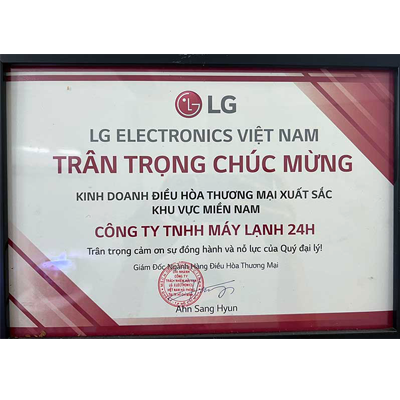 LG
LG ELECTRONICS VIỆT NAM
TRÂN TRỌNG CHÚC MỪNG
KINH DOANH ĐIỀU HÒA THƯƠNG MẠI XUẤT SẮC
KHU VỰC MIỀN NAM
CÔNG TY TNHH MÁY LẠNH 24H
Trân trọng cảm ơn sự đồng hành và nỗ lực của Quý đại lý!
Giám Đốc Ngành Hàng Điều Hòa Thương Mại
Ahn Sang Hyun